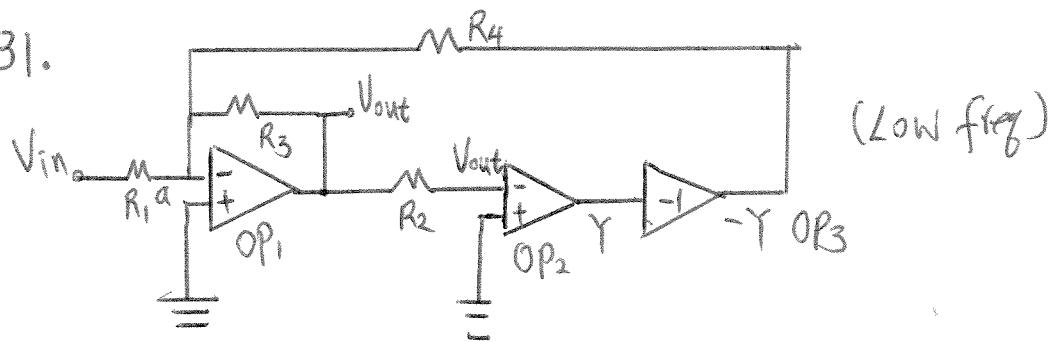 31.
R4
Vout
(Low freq)
R3
Vin
R1
a
-
+
OP1
R2
Vout
-
+
OP2
Y
-1
-Y
OP3